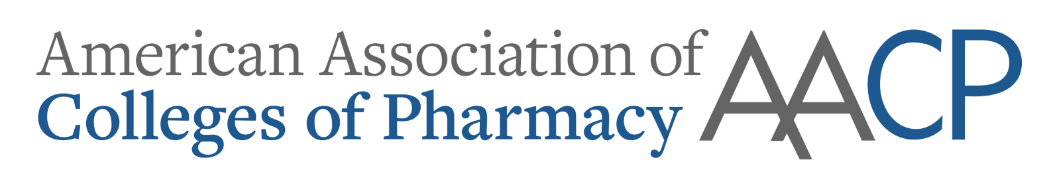 American Association of
Colleges of Pharmacy
AACP